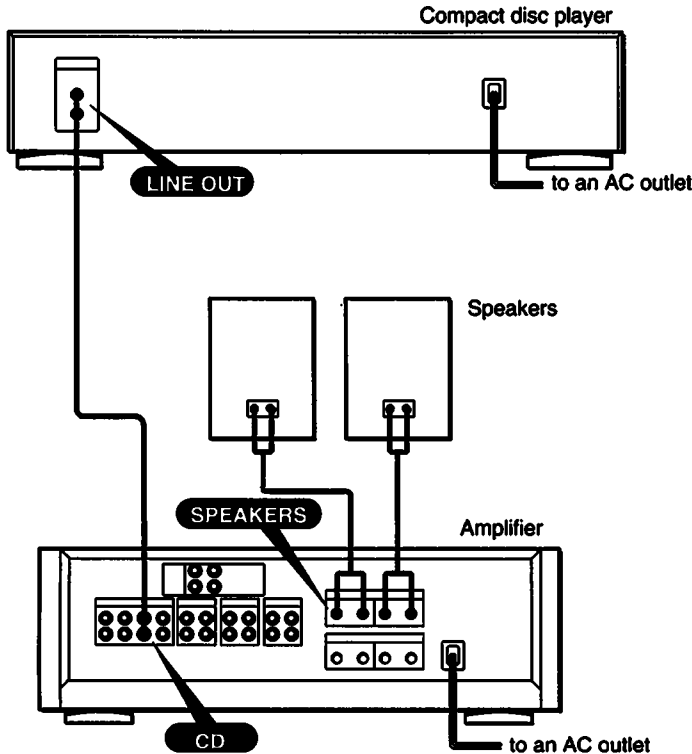 Compact disc player
LINE OUT
to an AC outlet
Speakers
SPEAKERS
Amplifier
CD
to an AC outlet